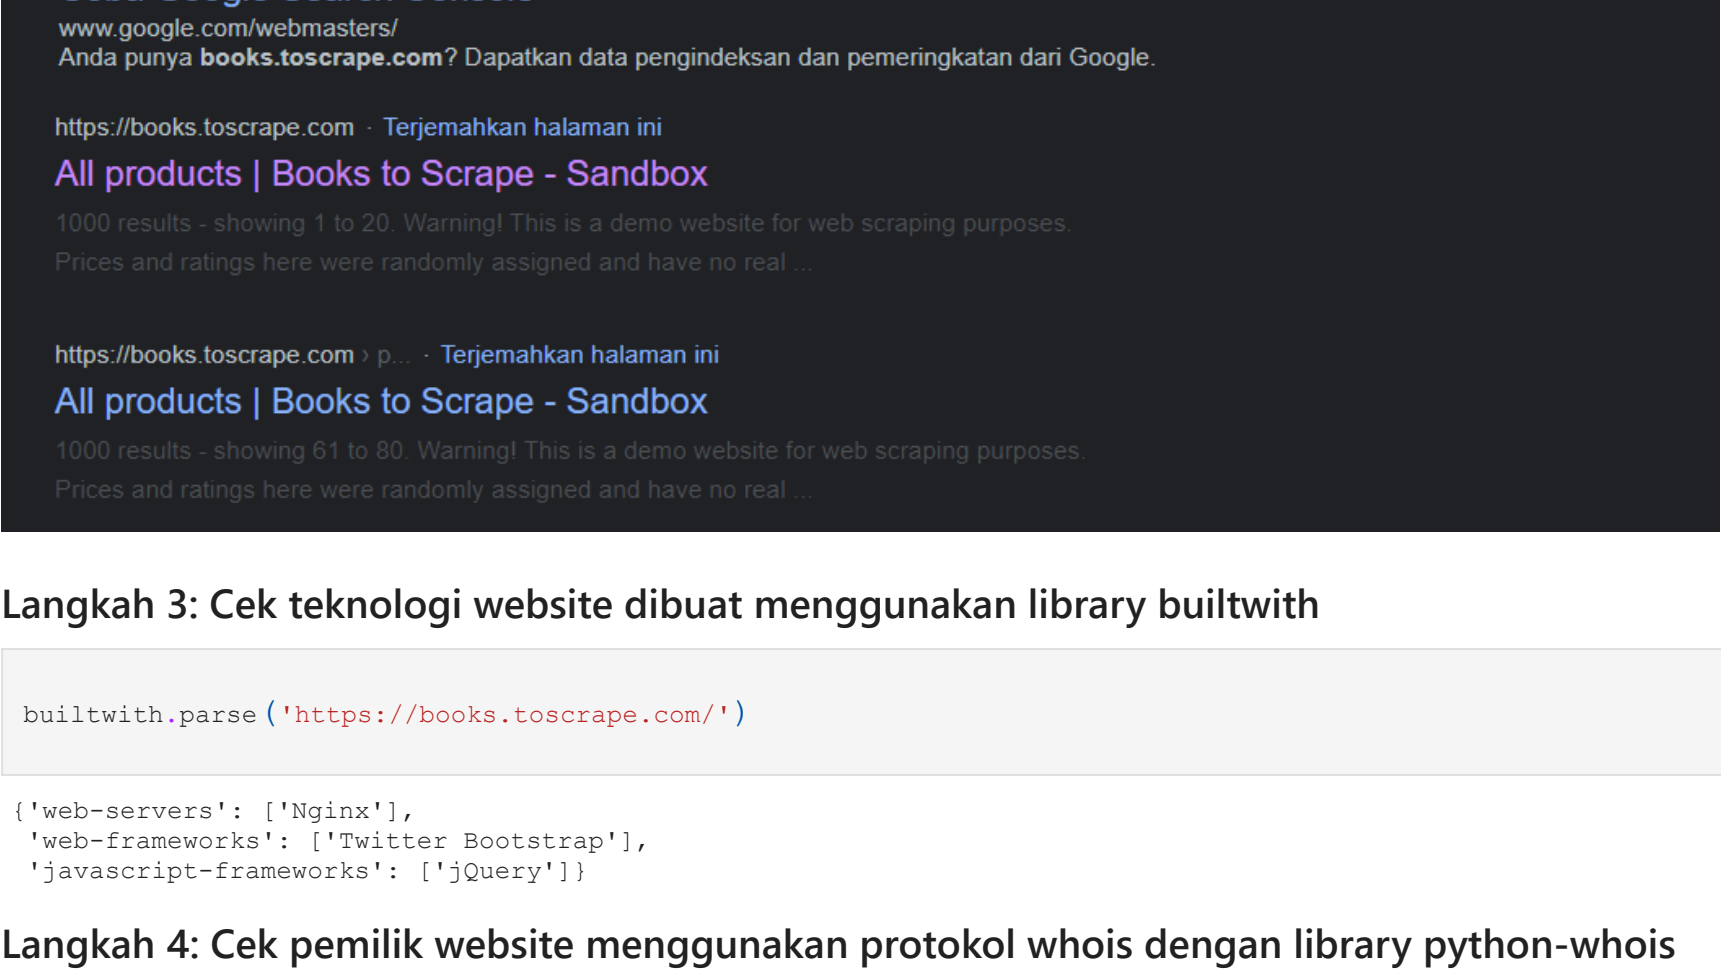 www.google.com/webmasters/
Anda punya books.toscrape.com? Dapatkan data pengindeksan dan pemeringkatan dari Google.
https://books.toscrape.com · Terjemahkan halaman ini
All products | Books to Scrape - Sandbox
1000 results - showing 1 to 20. Warning! This is a demo website for web scraping purposes.
Prices and ratings here were randomly assigned and have no real ...
https://books.toscrape.com › p... · Terjemahkan halaman ini
All products | Books to Scrape - Sandbox
1000 results - showing 61 to 80. Warning! This is a demo website for web scraping purposes.
Prices and ratings here were randomly assigned and have no real ...
Langkah 3: Cek teknologi website dibuat menggunakan library builtwith
builtwith.parse('https://books.toscrape.com/')
{'web-servers': ['Nginx'],
 'web-frameworks': ['Twitter Bootstrap'],
 'javascript-frameworks': ['jQuery']}
Langkah 4: Cek pemilik website menggunakan protokol whois dengan library python-whois